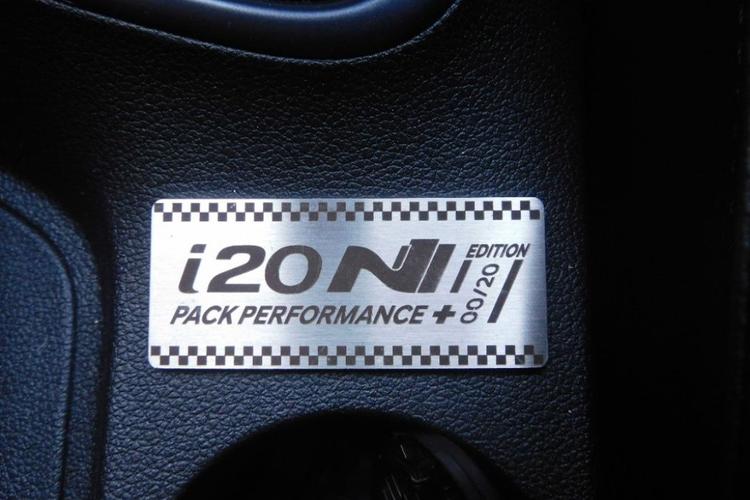 i20 N
EDITION
00/20
PACK PERFORMANCE +